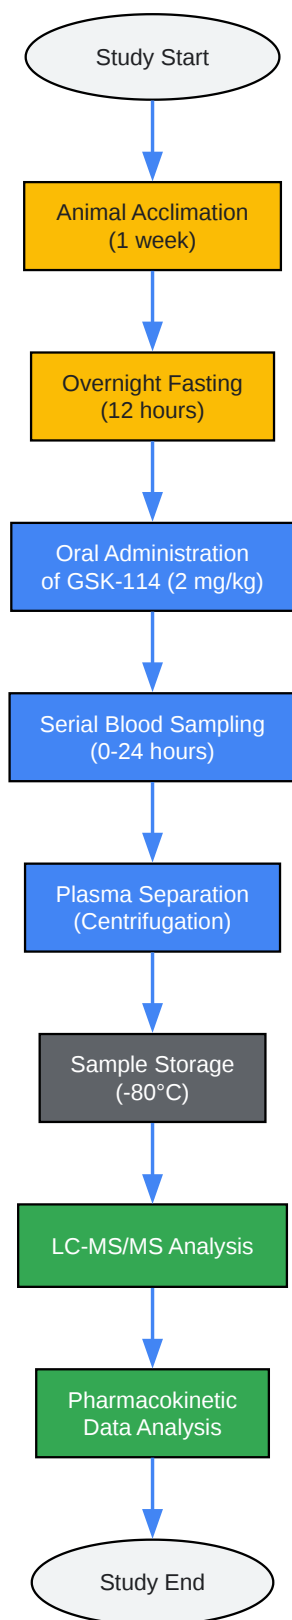 Study Start
Animal Acclimation
(1 week)
Overnight Fasting
(12 hours)
Oral Administration
of GSK-114 (2 mg/kg)
Serial Blood Sampling
(0-24 hours)
Plasma Separation
(Centrifugation)
Sample Storage
(-80°C)
LC-MS/MS Analysis
Pharmacokinetic
Data Analysis
Study End